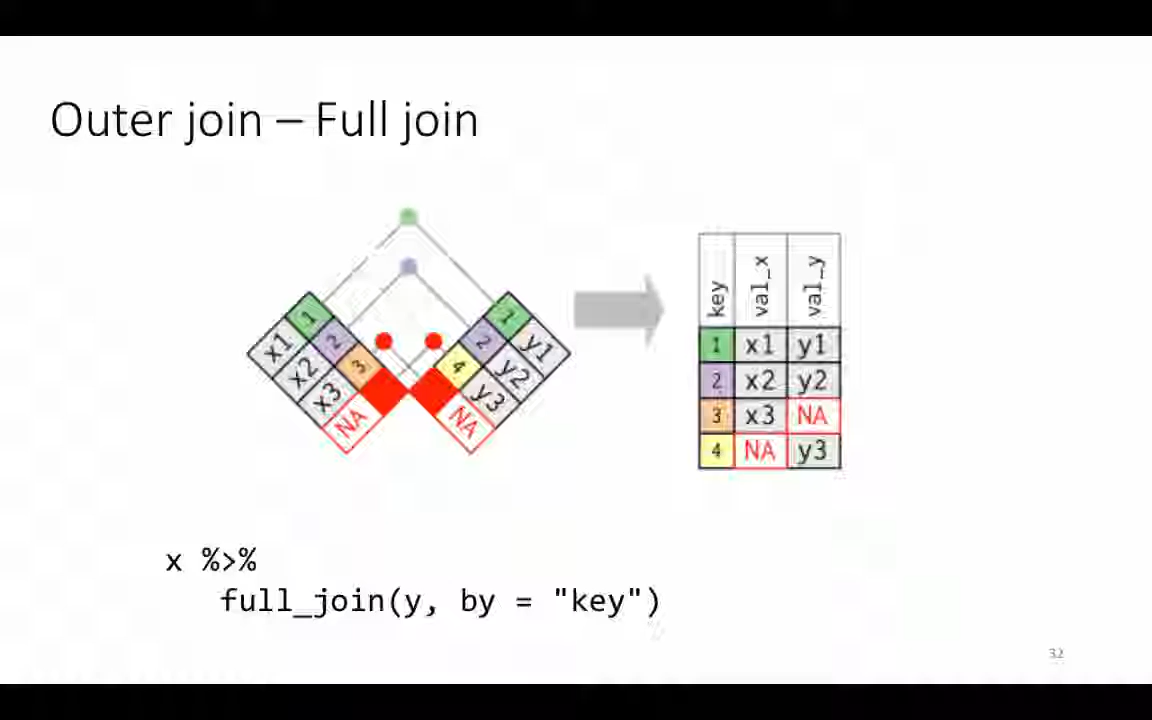 Outer join – Full join
1 1
x1 2 2 y1
x2 3 4 y2
x3 y3
NA NA
key val_x val_y
1 x1 y1
2 x2 y2
3 x3 NA
4 NA y3
x %>%
full_join(y, by = "key")
32